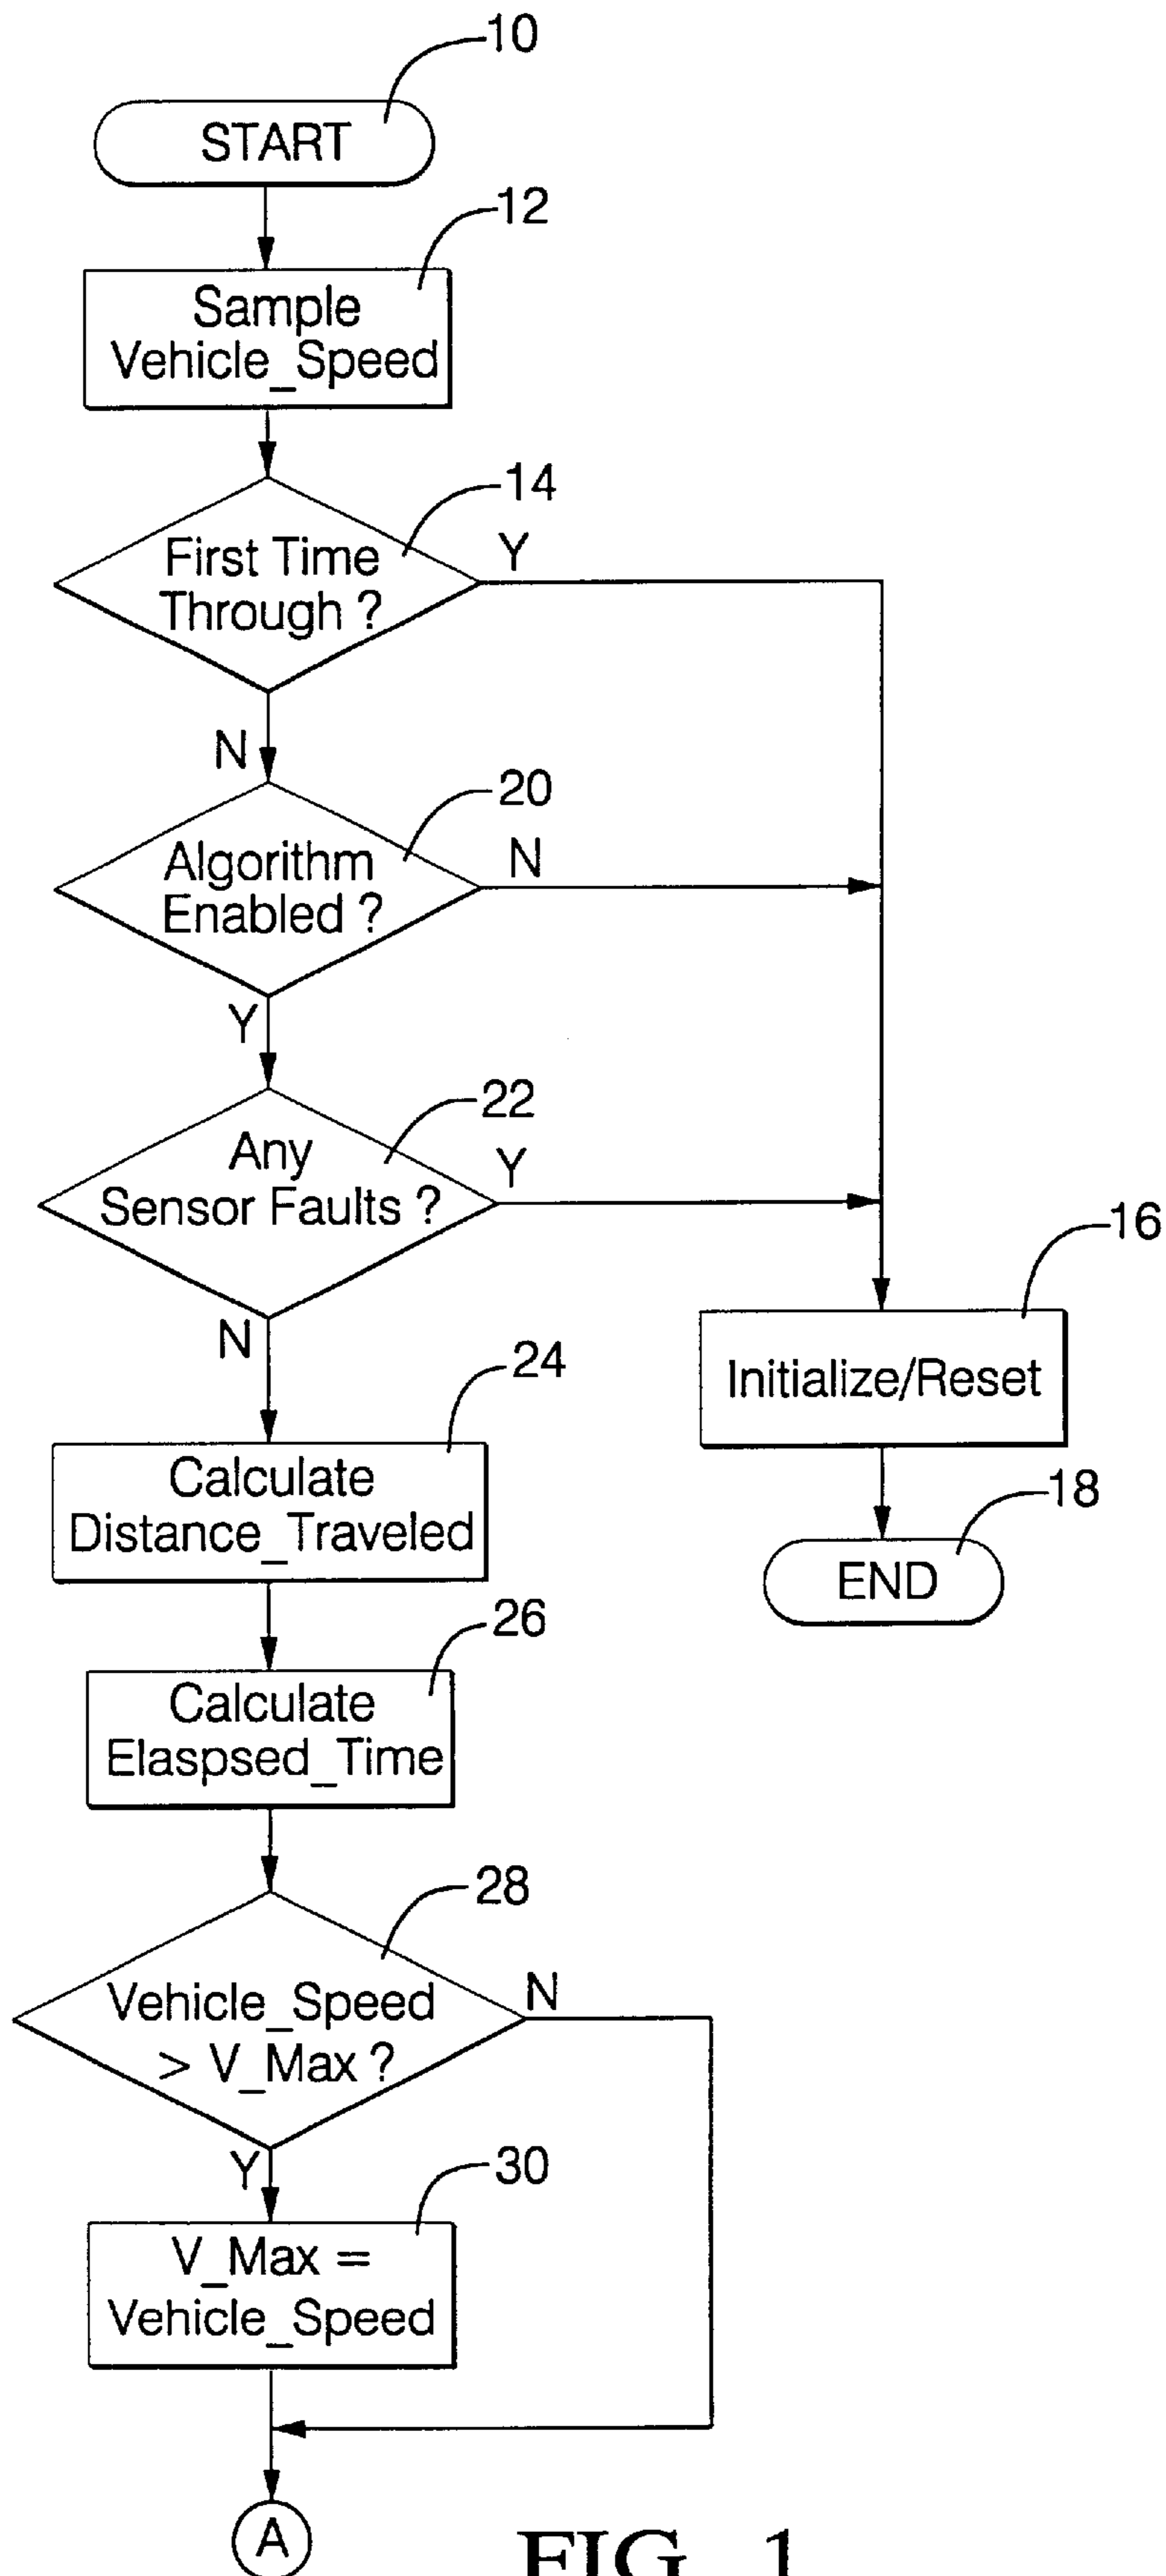 10
START
12
Sample
Vehicle_Speed
14
First Time
Through ?
Y
N
20
Algorithm
Enabled ?
N
Y
22
Any
Sensor Faults ?
Y
N
16
Initialize/Reset
18
END
24
Calculate
Distance_Traveled
26
Calculate
Elaspsed_Time
28
Vehicle_Speed
> V_Max ?
N
Y
30
V_Max =
Vehicle_Speed
A
FIG. 1